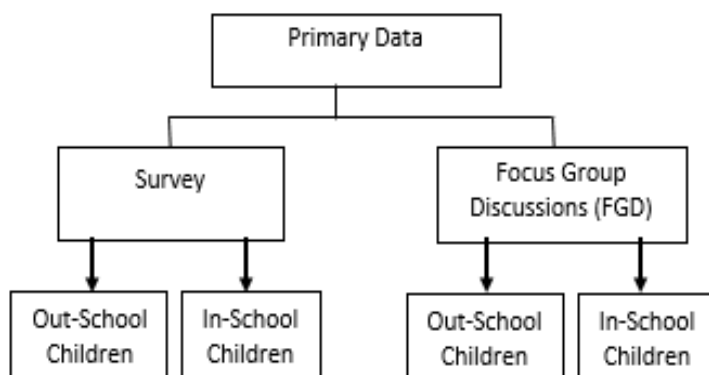 Primary Data
Survey
Focus Group
Discussions (FGD)
Out-School
Children
In-School
Children
Out-School
Children
In-School
Children